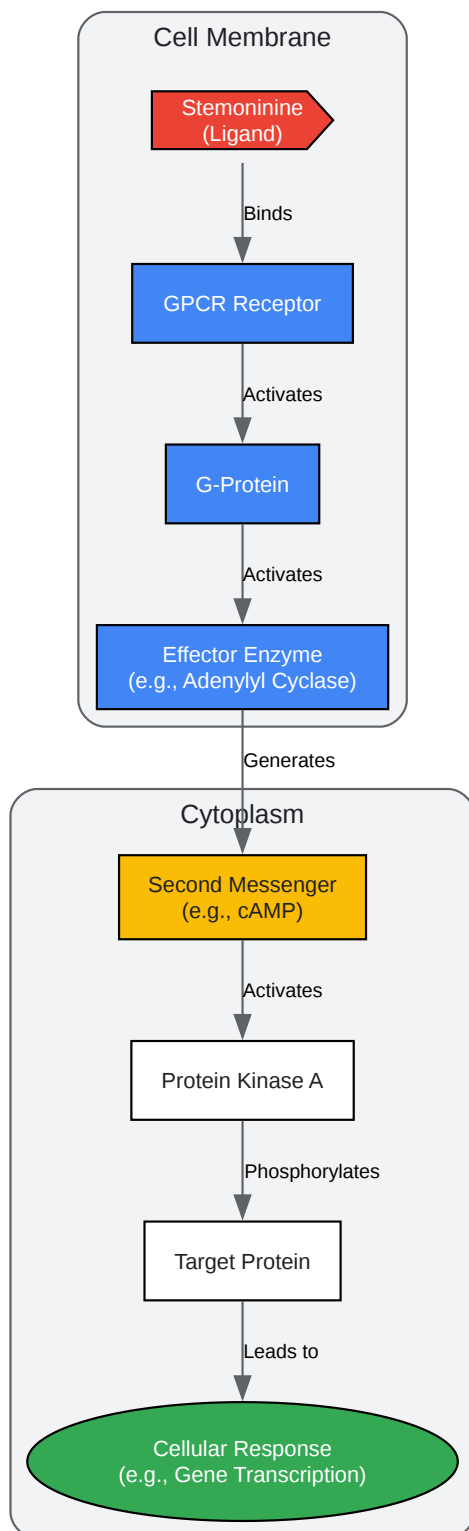 Cell Membrane
Stemoninine
(Ligand)
Binds
GPCR Receptor
Activates
G-Protein
Activates
Effector Enzyme
(e.g., Adenylyl Cyclase)
Generates
Cytoplasm
Second Messenger
(e.g., cAMP)
Activates
Protein Kinase A
Phosphorylates
Target Protein
Leads to
Cellular Response
(e.g., Gene Transcription)